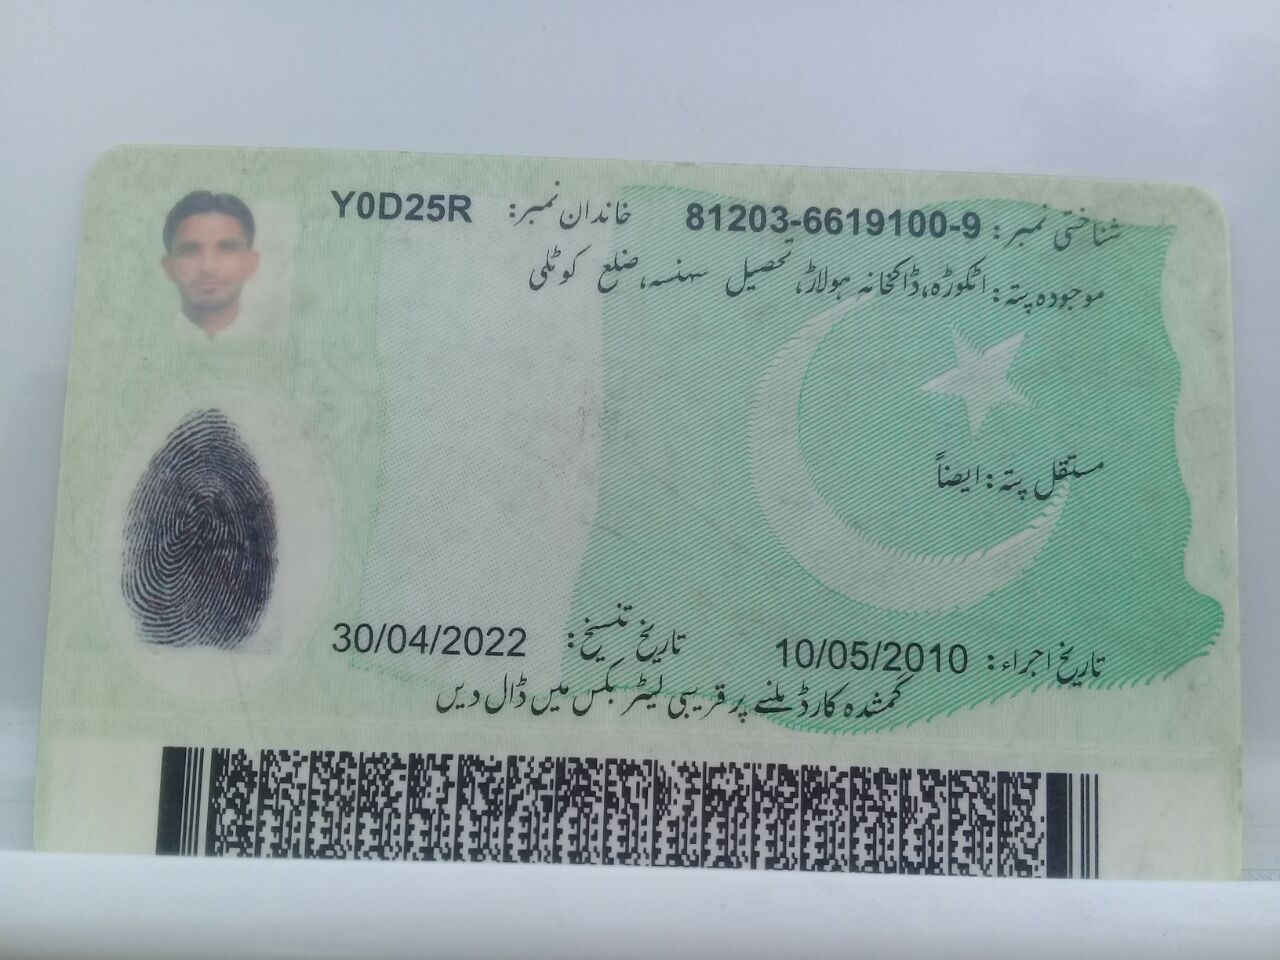 شناختی نمبر: 81203-6619100-9 خاندان نمبر: Y0D25R
موجودہ پتہ: اٹکوڑہ، ڈاکخانہ ہولاڑ، تحصیل سہنسہ، ضلع کوٹلی
مستقل پتہ: ایضاً
تاریخ اجراء: 10/05/2010 تاریخ تنسیخ: 30/04/2022
گمشدہ کارڈ ملنے پر قریبی لیٹر بکس میں ڈال دیں